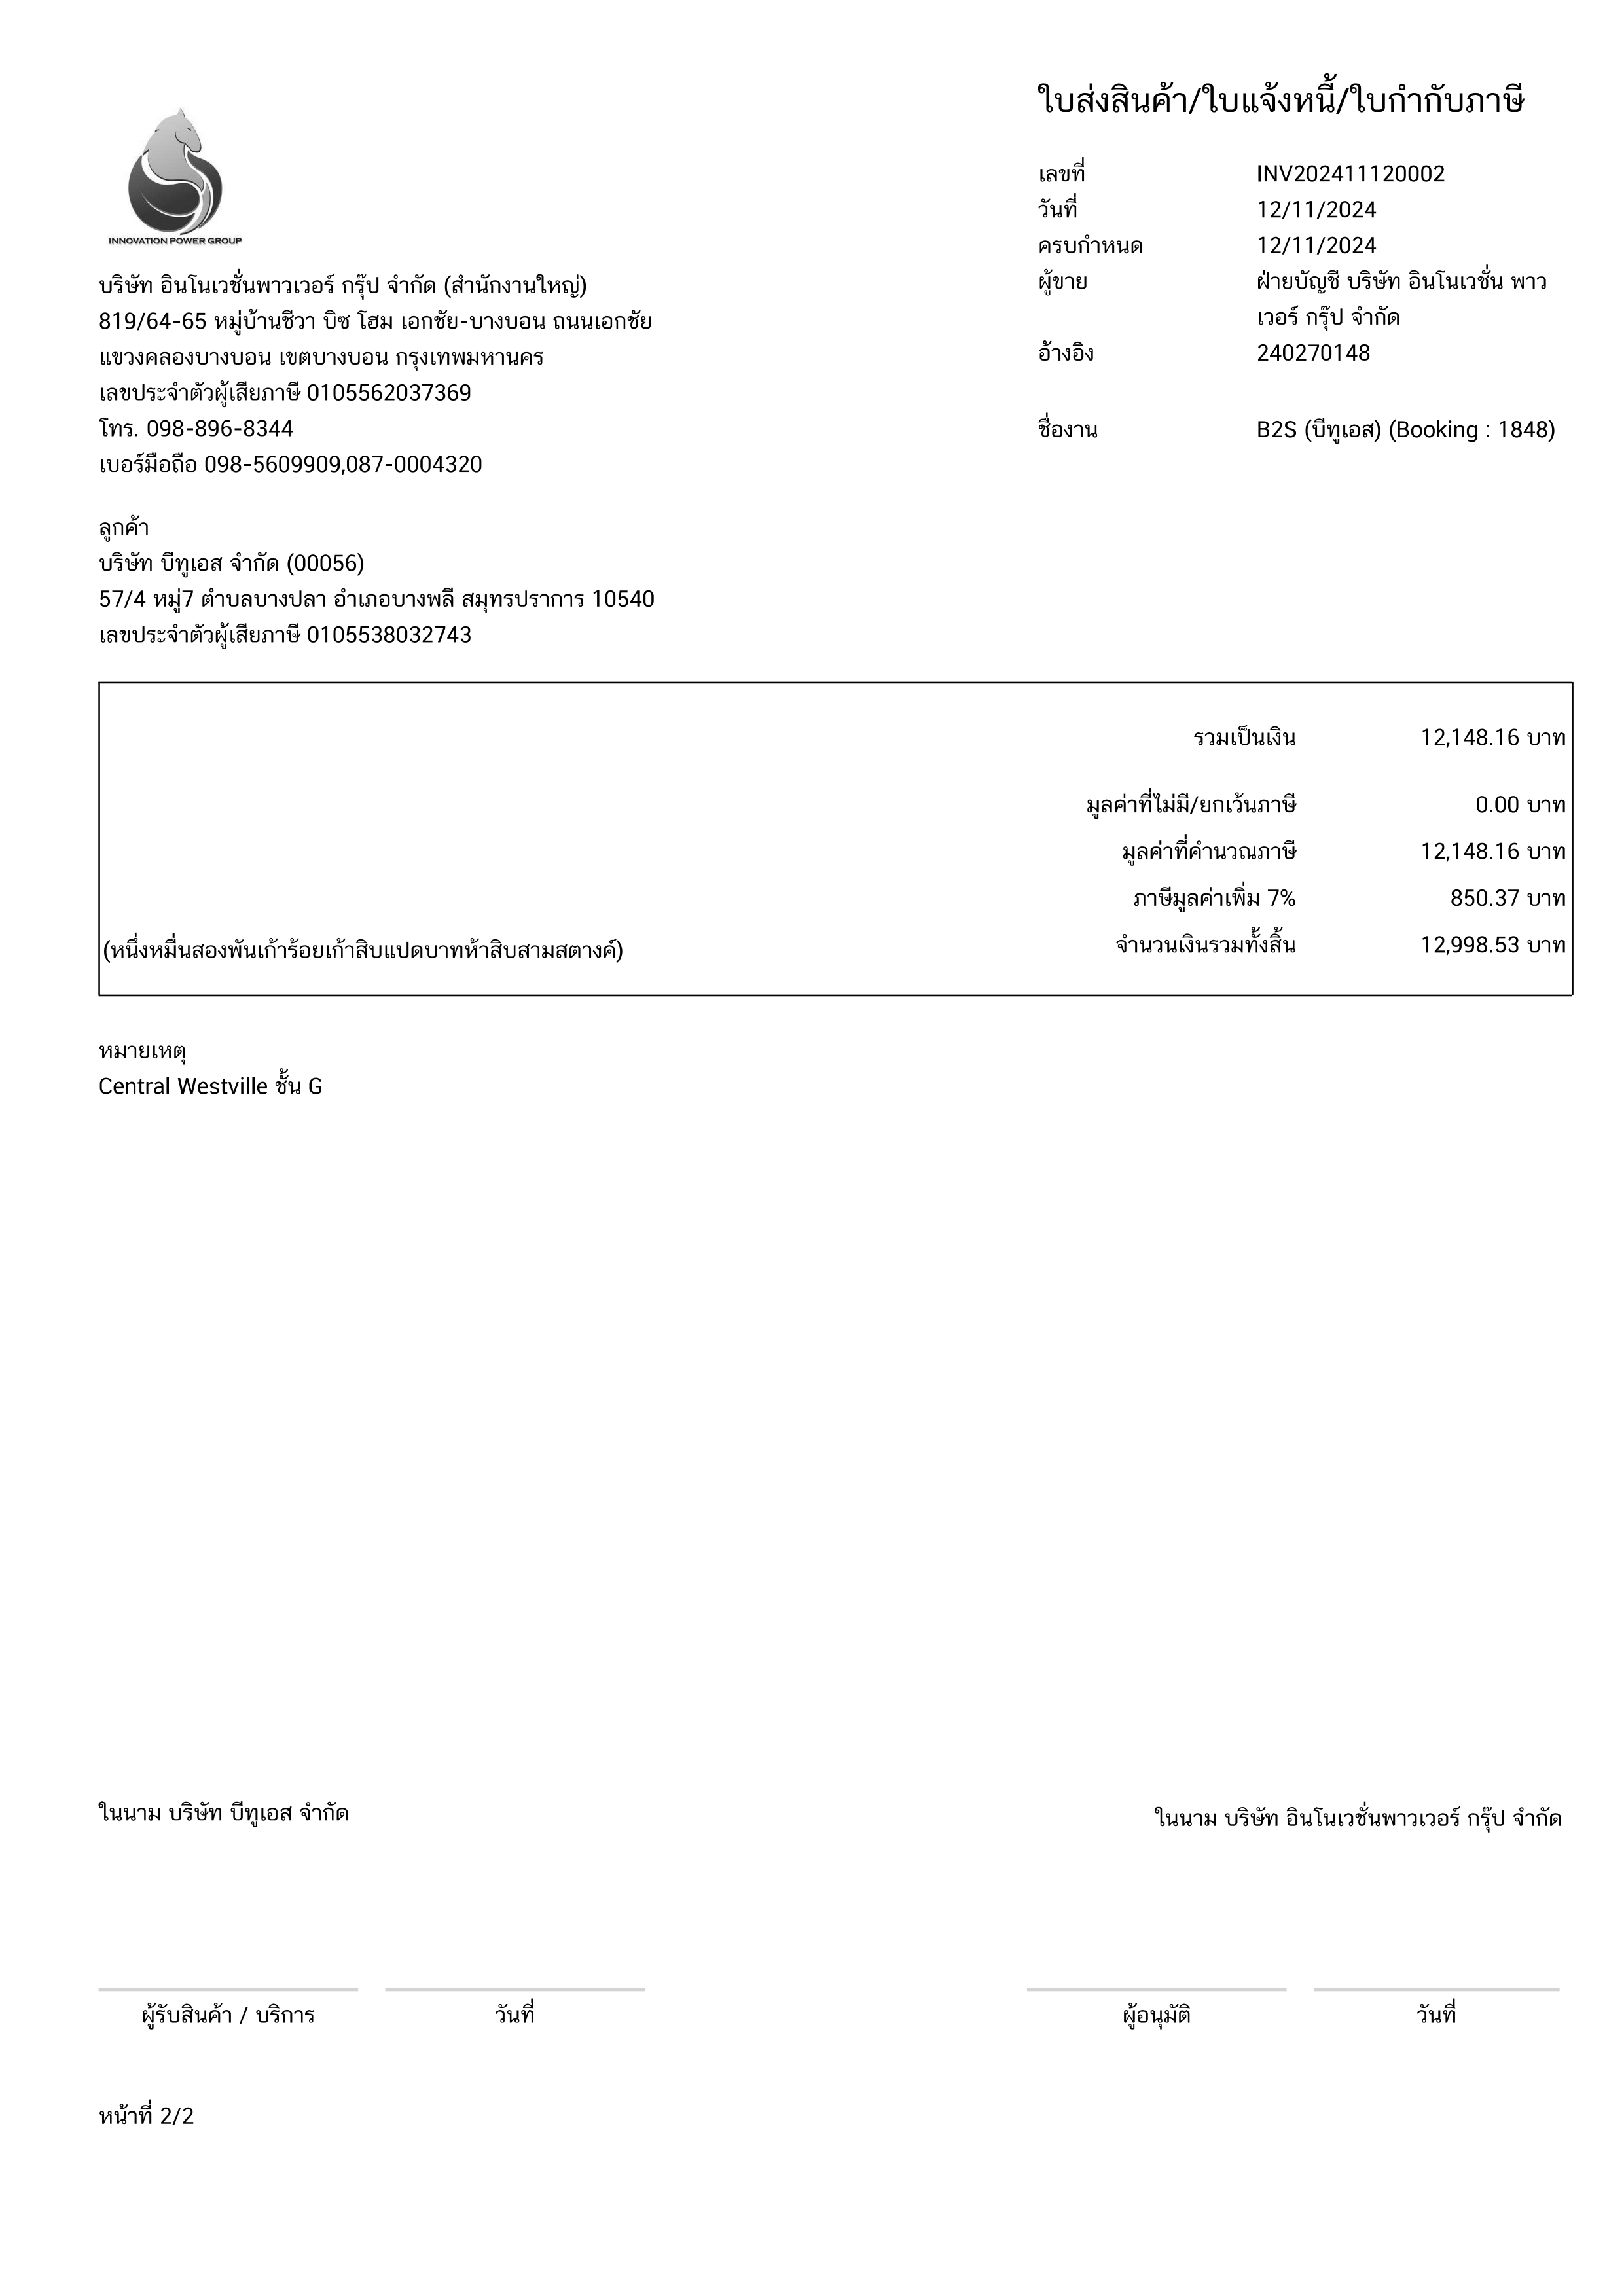 ใบส่งสินค้า/ใบแจ้งหนี้/ใบกำกับภาษี
INNOVATION POWER GROUP
เลขที่ INV202411120002
วันที่ 12/11/2024
ครบกำหนด 12/11/2024
ผู้ขาย ฝ่ายบัญชี บริษัท อินโนเวชั่น พาว
เวอร์ กรุ๊ป จำกัด
อ้างอิง 240270148
ชื่องาน B2S (บีทูเอส) (Booking : 1848)
บริษัท อินโนเวชั่นพาวเวอร์ กรุ๊ป จำกัด (สำนักงานใหญ่)
819/64-65 หมู่บ้านชีวา บิซ โฮม เอกชัย-บางบอน ถนนเอกชัย
แขวงคลองบางบอน เขตบางบอน กรุงเทพมหานคร
เลขประจำตัวผู้เสียภาษี 0105562037369
โทร. 098-896-8344
เบอร์มือถือ 098-5609909,087-0004320
ลูกค้า
บริษัท บีทูเอส จำกัด (00056)
57/4 หมู่7 ตำบลบางปลา อำเภอบางพลี สมุทรปราการ 10540
เลขประจำตัวผู้เสียภาษี 0105538032743
รวมเป็นเงิน 12,148.16 บาท
มูลค่าที่ไม่มี/ยกเว้นภาษี 0.00 บาท
มูลค่าที่คำนวณภาษี 12,148.16 บาท
ภาษีมูลค่าเพิ่ม 7% 850.37 บาท
(หนึ่งหมื่นสองพันเก้าร้อยเก้าสิบแปดบาทห้าสิบสามสตางค์) จำนวนเงินรวมทั้งสิ้น 12,998.53 บาท
หมายเหตุ
Central Westville ชั้น G
ในนาม บริษัท บีทูเอส จำกัด ในนาม บริษัท อินโนเวชั่นพาวเวอร์ กรุ๊ป จำกัด
ผู้รับสินค้า / บริการ วันที่ ผู้อนุมัติ วันที่
หน้าที่ 2/2